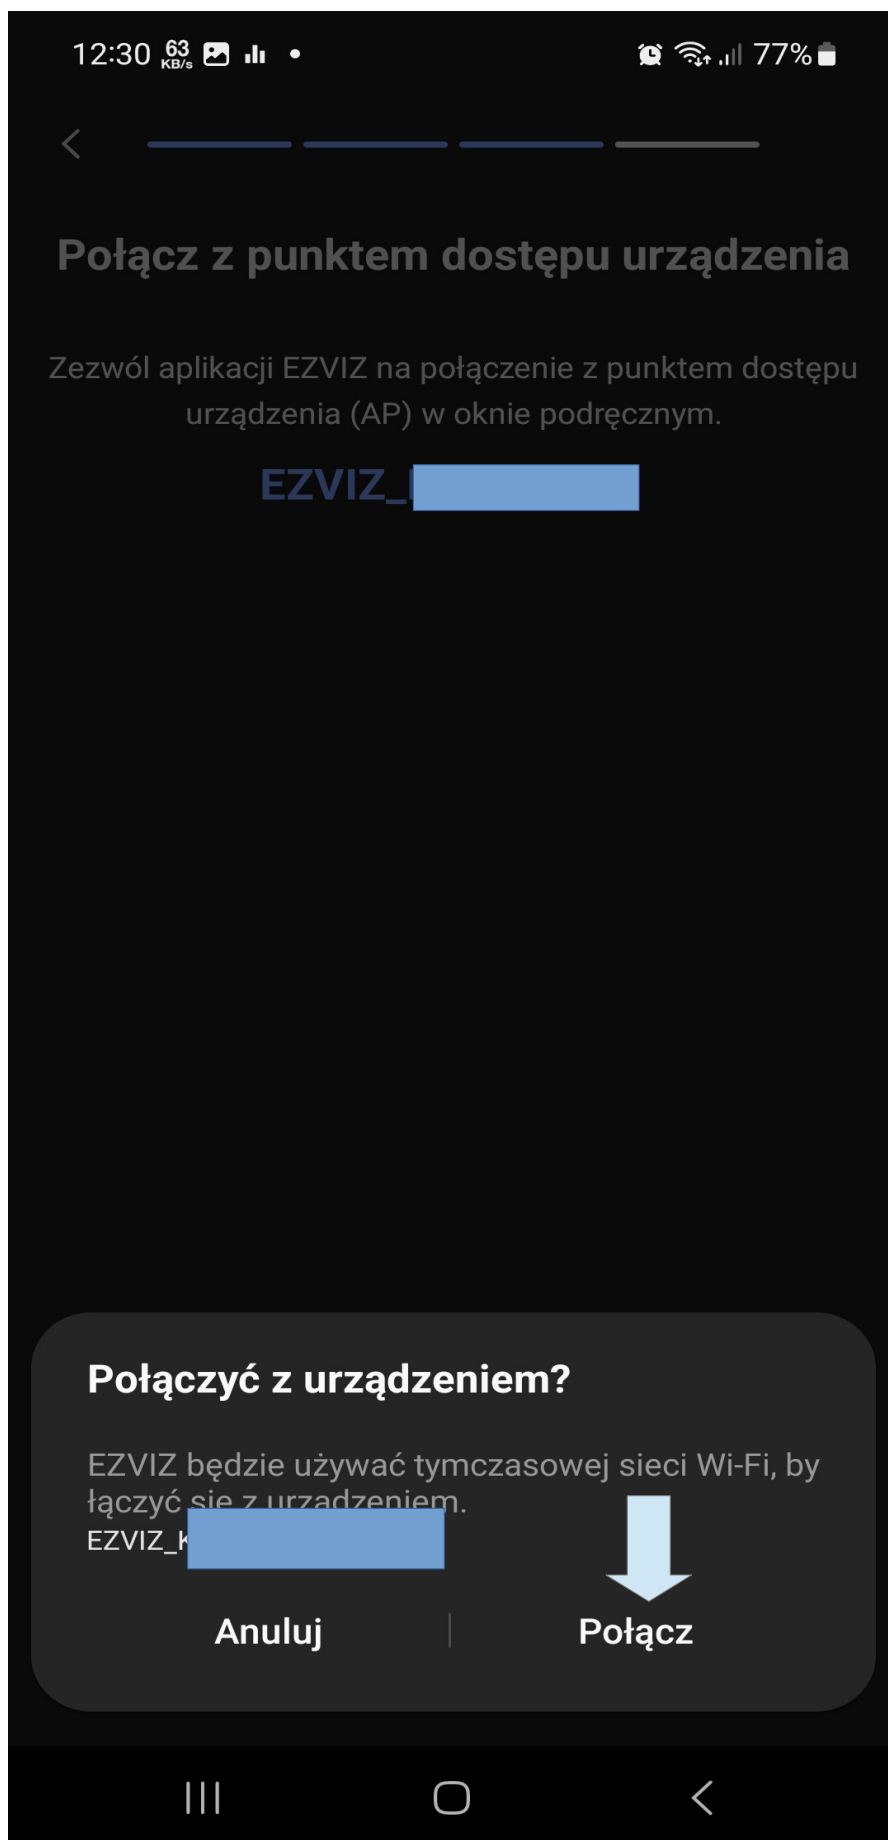 12:30 63 KB/s 77%
Połącz z punktem dostępu urządzenia
Zezwól aplikacji EZVIZ na połączenie z punktem dostępu
urządzenia (AP) w oknie podręcznym.
EZVIZ_
Połączyć z urządzeniem?
EZVIZ będzie używać tymczasowej sieci Wi-Fi, by
łączyć się z urządzeniem.
EZVIZ_K
Anuluj Połącz